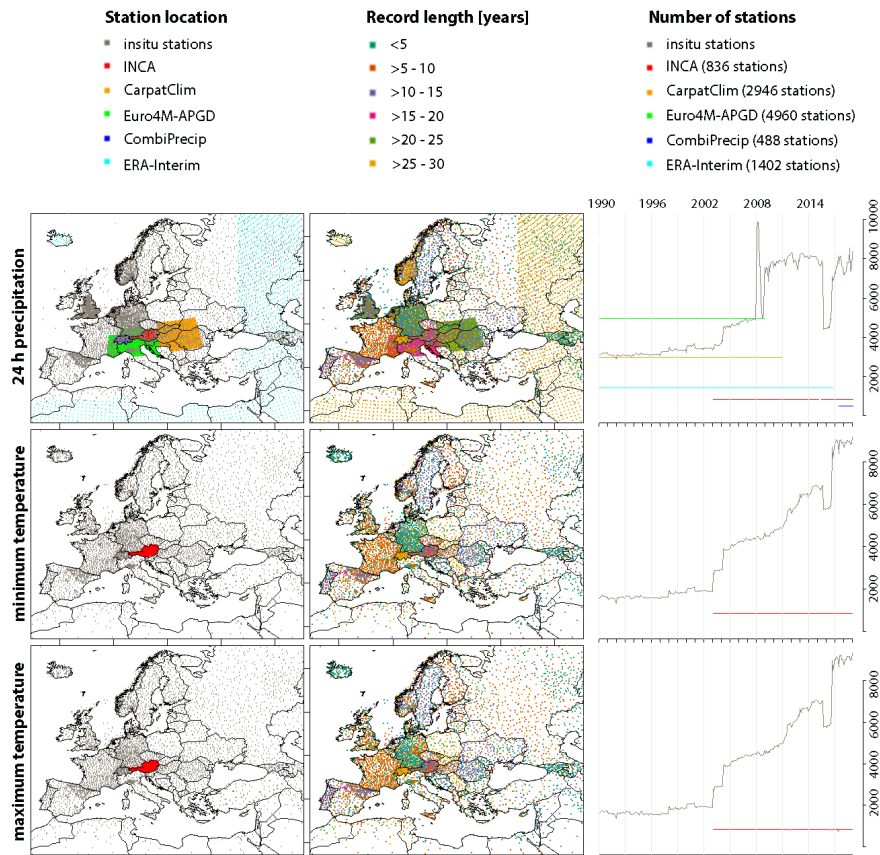 Station location
insitu stations
INCA
CarpatClim
Euro4M-APGD
CombiPrecip
ERA-Interim
Record length [years]
<5
>5 - 10
>10 - 15
>15 - 20
>20 - 25
>25 - 30
Number of stations
insitu stations
INCA (836 stations)
CarpatClim (2946 stations)
Euro4M-APGD (4960 stations)
CombiPrecip (488 stations)
ERA-Interim (1402 stations)
1990 1996 2002 2008 2014
24 h precipitation
2000 4000 6000 8000 10000
minimum temperature
2000 4000 6000 8000
maximum temperature
2000 4000 6000 8000